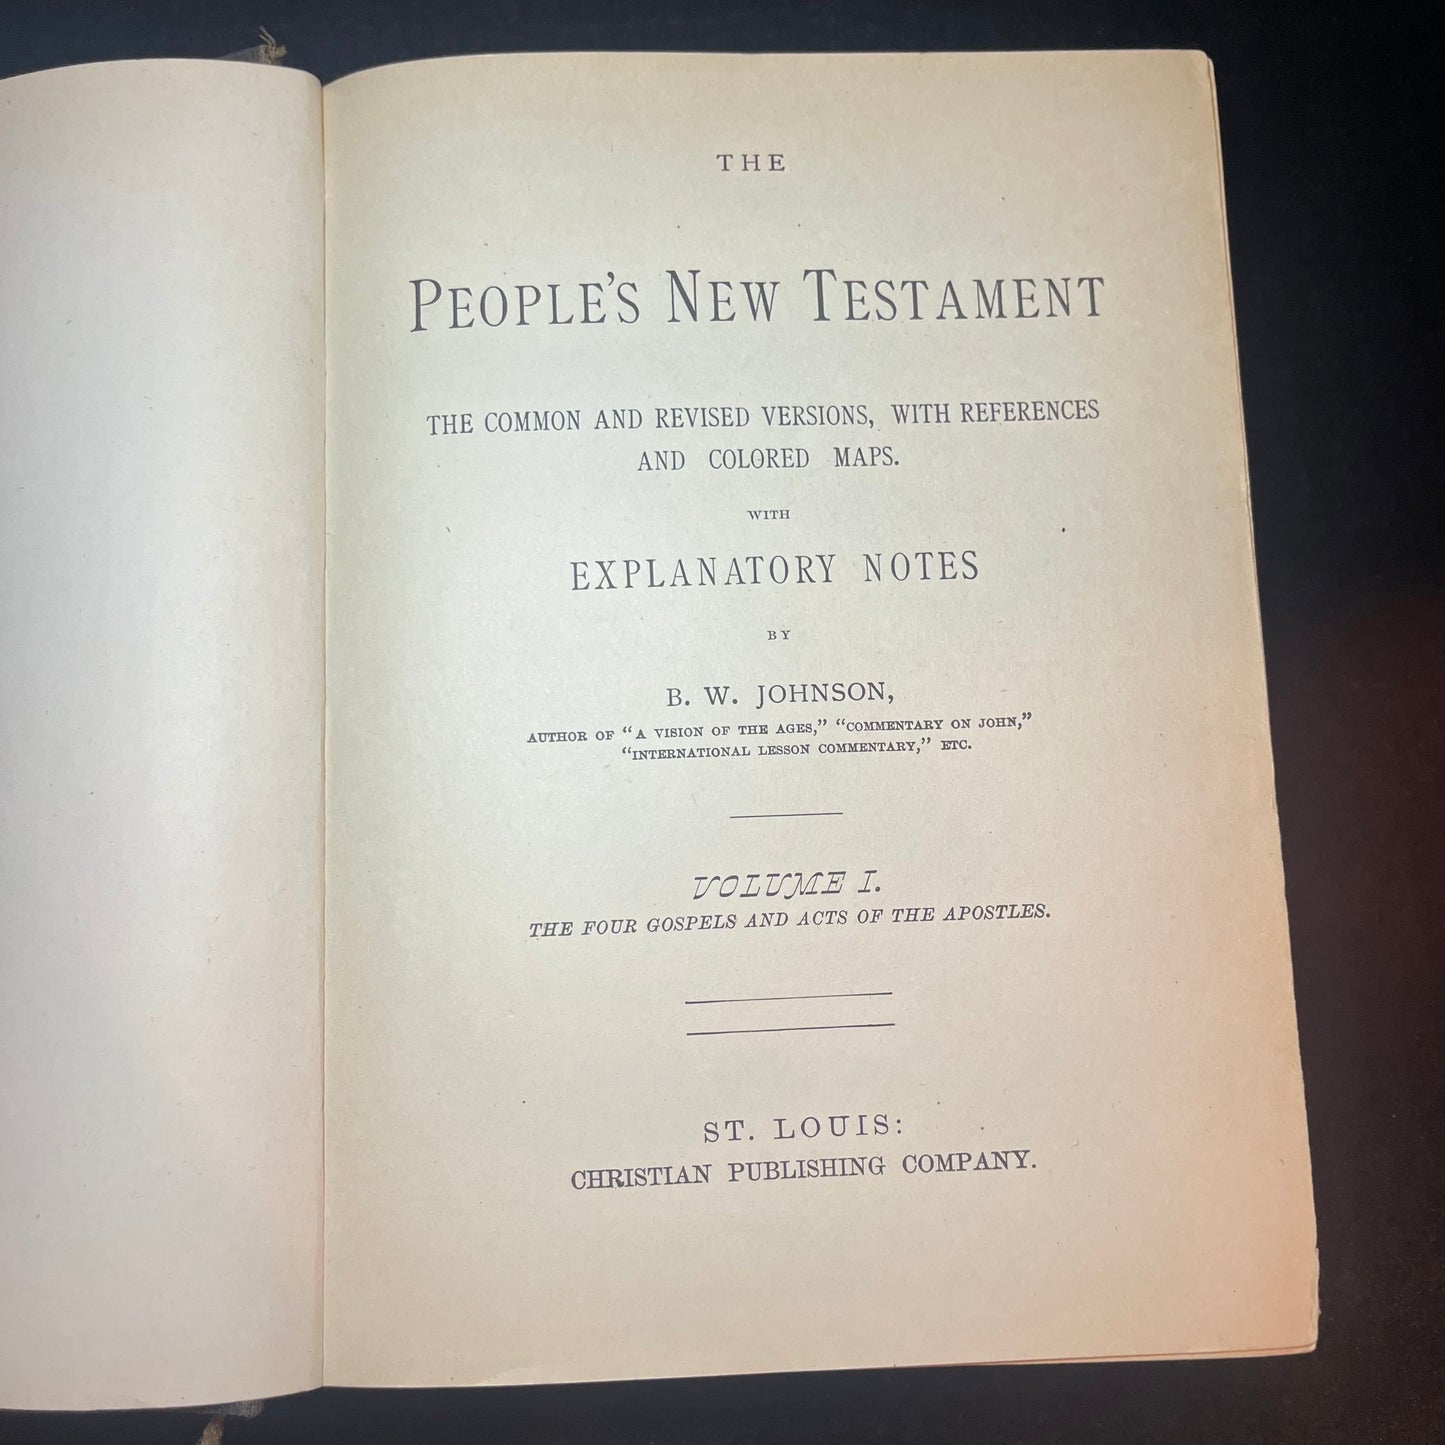 THE
PEOPLE'S NEW TESTAMENT
THE COMMON AND REVISED VERSIONS, WITH REFERENCES
AND COLORED MAPS.
WITH
EXPLANATORY NOTES
BY
B. W. JOHNSON,
AUTHOR OF "A VISION OF THE AGES," "COMMENTARY ON JOHN,"
"INTERNATIONAL LESSON COMMENTARY," ETC.
VOLUME I.
THE FOUR GOSPELS AND ACTS OF THE APOSTLES.
ST. LOUIS:
CHRISTIAN PUBLISHING COMPANY.